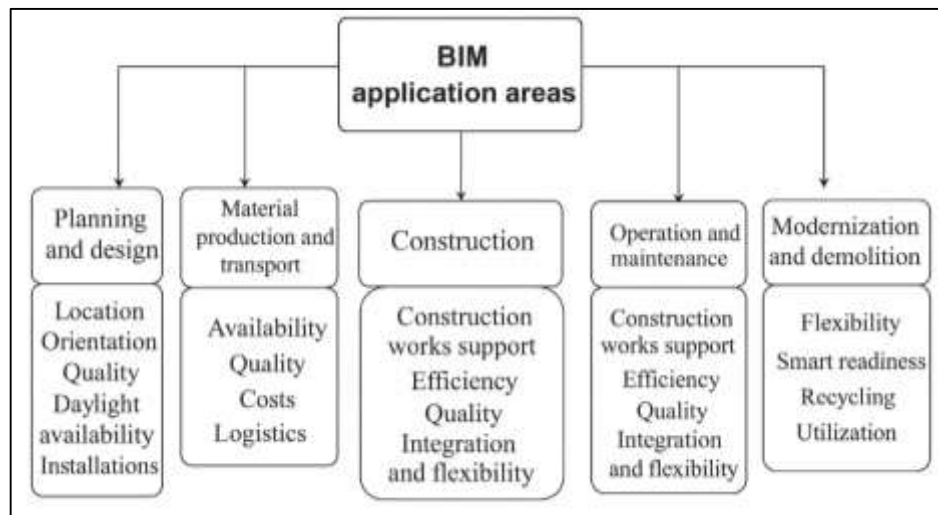 BIM
application areas
Planning
and design
Location
Orientation
Quality
Daylight
availability
Installations
Material
production and
transport
Availability
Quality
Costs
Logistics
Construction
Construction
works support
Efficiency
Quality
Integration
and flexibility
Operation and
maintenance
Construction
works support
Efficiency
Quality
Integration
and flexibility
Modernization
and demolition
Flexibility
Smart readiness
Recycling
Utilization